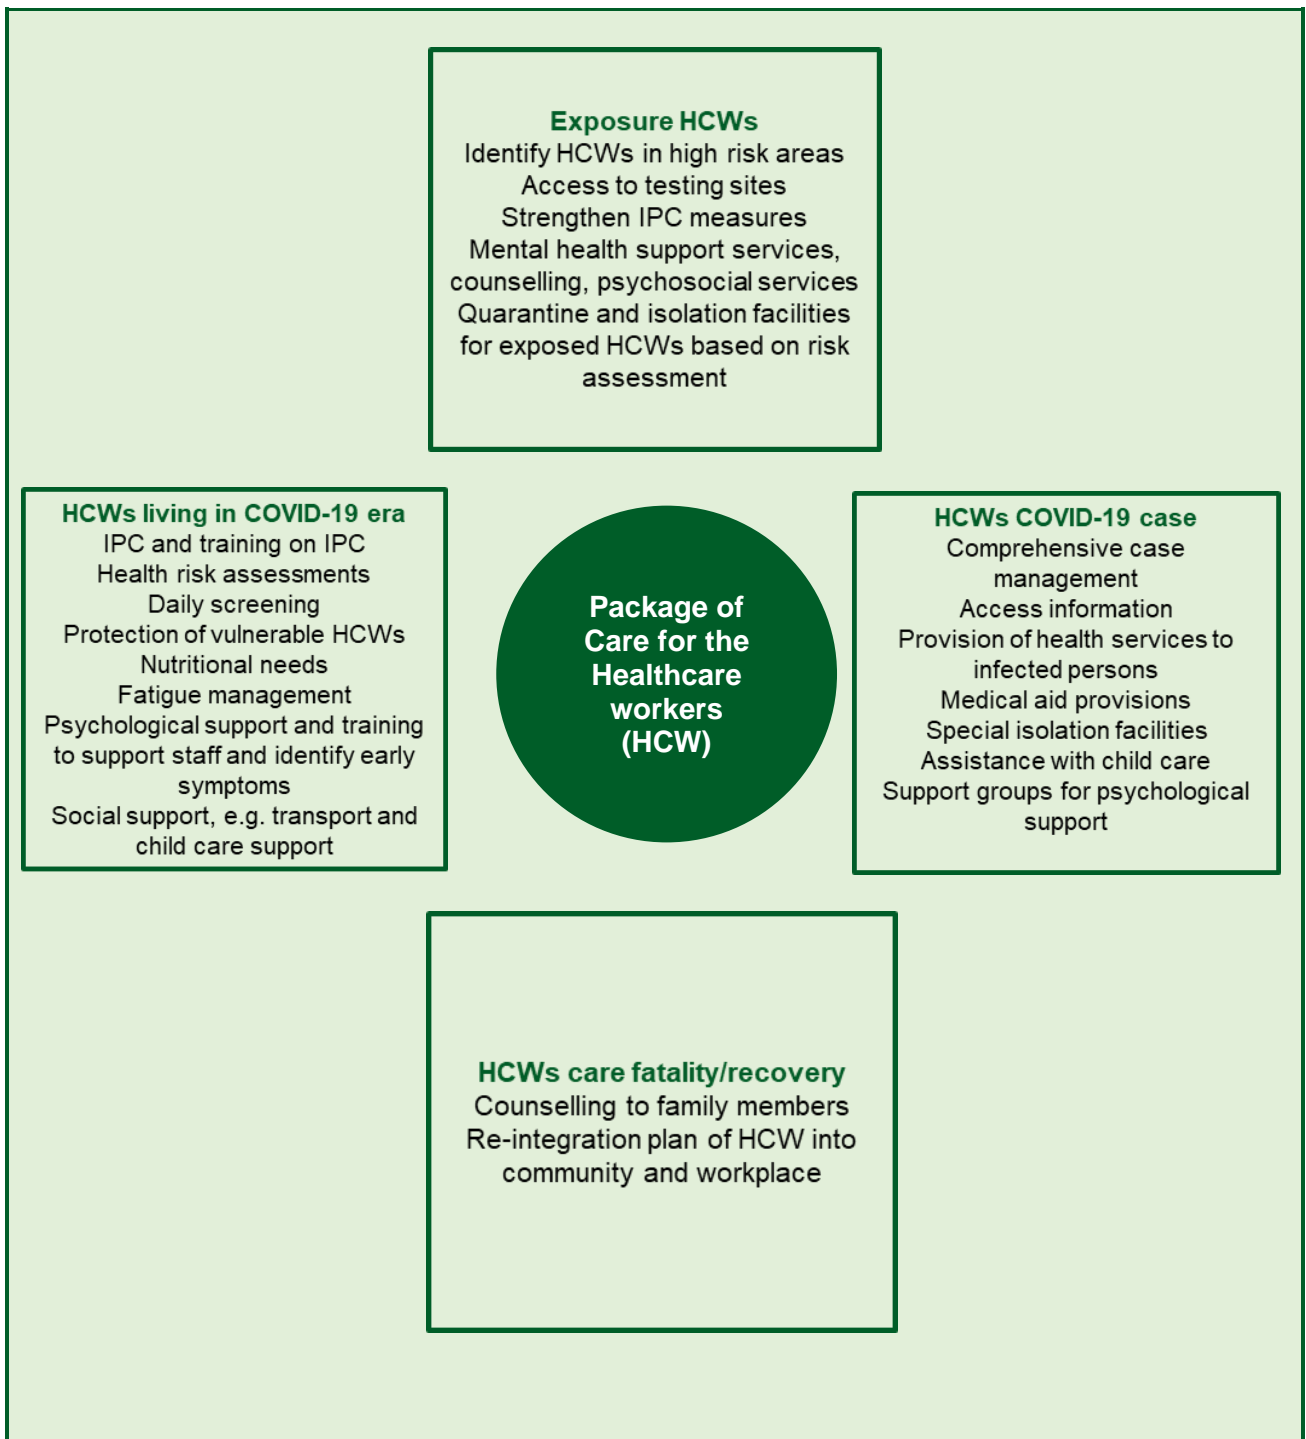 Exposure HCWs
Identify HCWs in high risk areas
Access to testing sites
Strengthen IPC measures
Mental health support services,
counselling, psychosocial services
Quarantine and isolation facilities
for exposed HCWs based on risk
assessment
HCWs living in COVID-19 era
IPC and training on IPC
Health risk assessments
Daily screening
Protection of vulnerable HCWs
Nutritional needs
Fatigue management
Psychological support and training
to support staff and identify early
symptoms
Social support, e.g. transport and
child care support
Package of
Care for the
Healthcare
workers
(HCW)
HCWs COVID-19 case
Comprehensive case
management
Access information
Provision of health services to
infected persons
Medical aid provisions
Special isolation facilities
Assistance with child care
Support groups for psychological
support
HCWs care fatality/recovery
Counselling to family members
Re-integration plan of HCW into
community and workplace